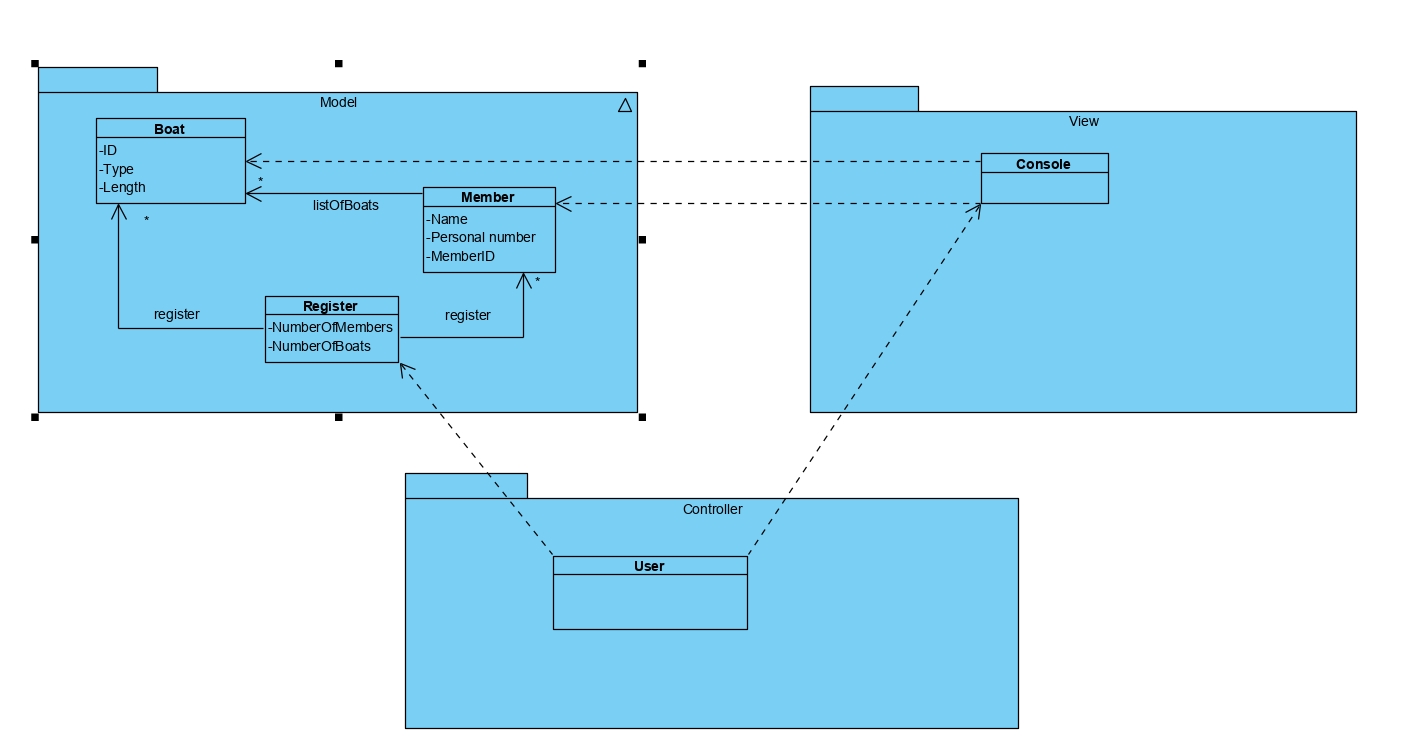 Model
Boat
-ID
-Type
-Length
*
*
listOfBoats
Member
-Name
-Personal number
-MemberID
*
register
Register
-NumberOfMembers
-NumberOfBoats
register
View
Console
Controller
User